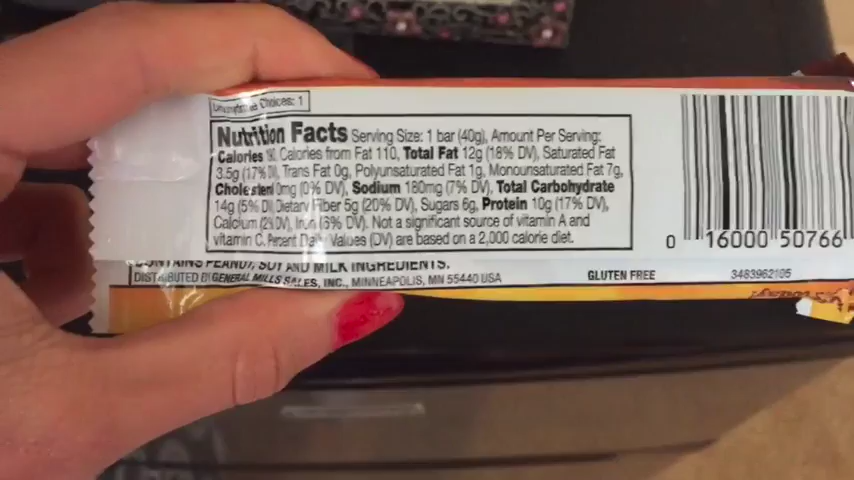 Choices: 1
Nutrition Facts Serving Size: 1 bar (40g), Amount Per Serving:
Calories Calories from Fat 110, Total Fat 12g (18% DV), Saturated Fat
3.5g (17% DV), Trans Fat 0g, Polyunsaturated Fat 1g, Monounsaturated Fat 7g,
Cholesterol 0mg (0% DV), Sodium 180mg (7% DV), Total Carbohydrate
14g (5% DV) Dietary Fiber 5g (20% DV), Sugars 6g, Protein 10g (17% DV),
Calcium (2% DV), Iron (6% DV). Not a significant source of vitamin A and
vitamin C. Percent Daily Values (DV) are based on a 2,000 calorie diet.
0 16000 50766
CONTAINS PEANUT, SOY AND MILK INGREDIENTS.
DISTRIBUTED BY GENERAL MILLS SALES, INC., MINNEAPOLIS, MN 55440 USA
GLUTEN FREE
3483962105